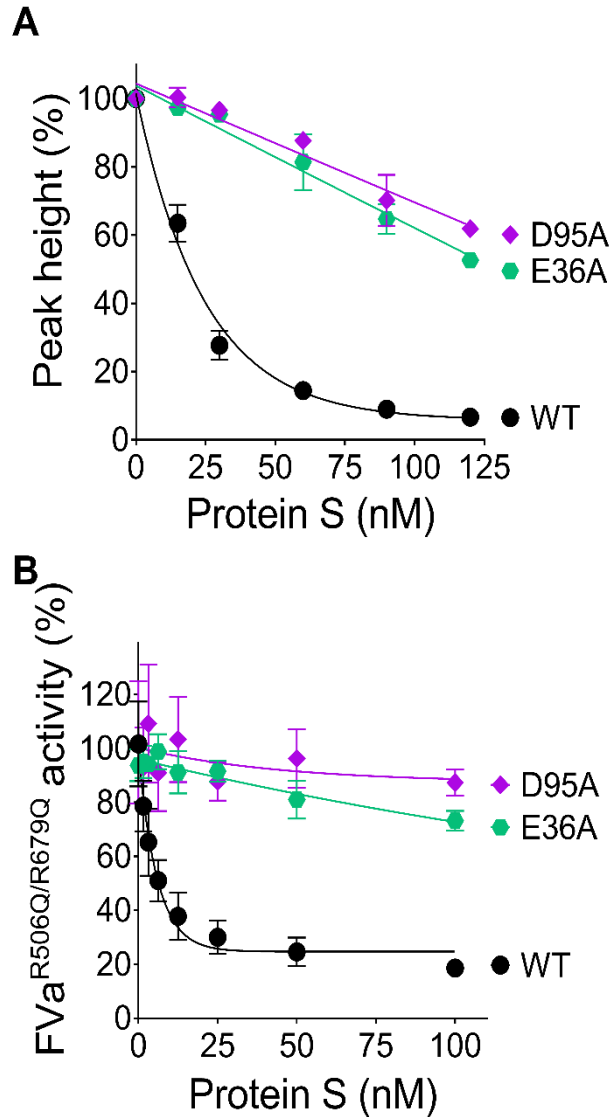 A
Peak height (%)
100
80
60
40
20
0
0 25 50 75 100 125
Protein S (nM)
D95A
E36A
WT
B
FVaR506Q/R679Q activity (%)
120
100
80
60
40
20
0
0 25 50 75 100
Protein S (nM)
D95A
E36A
WT